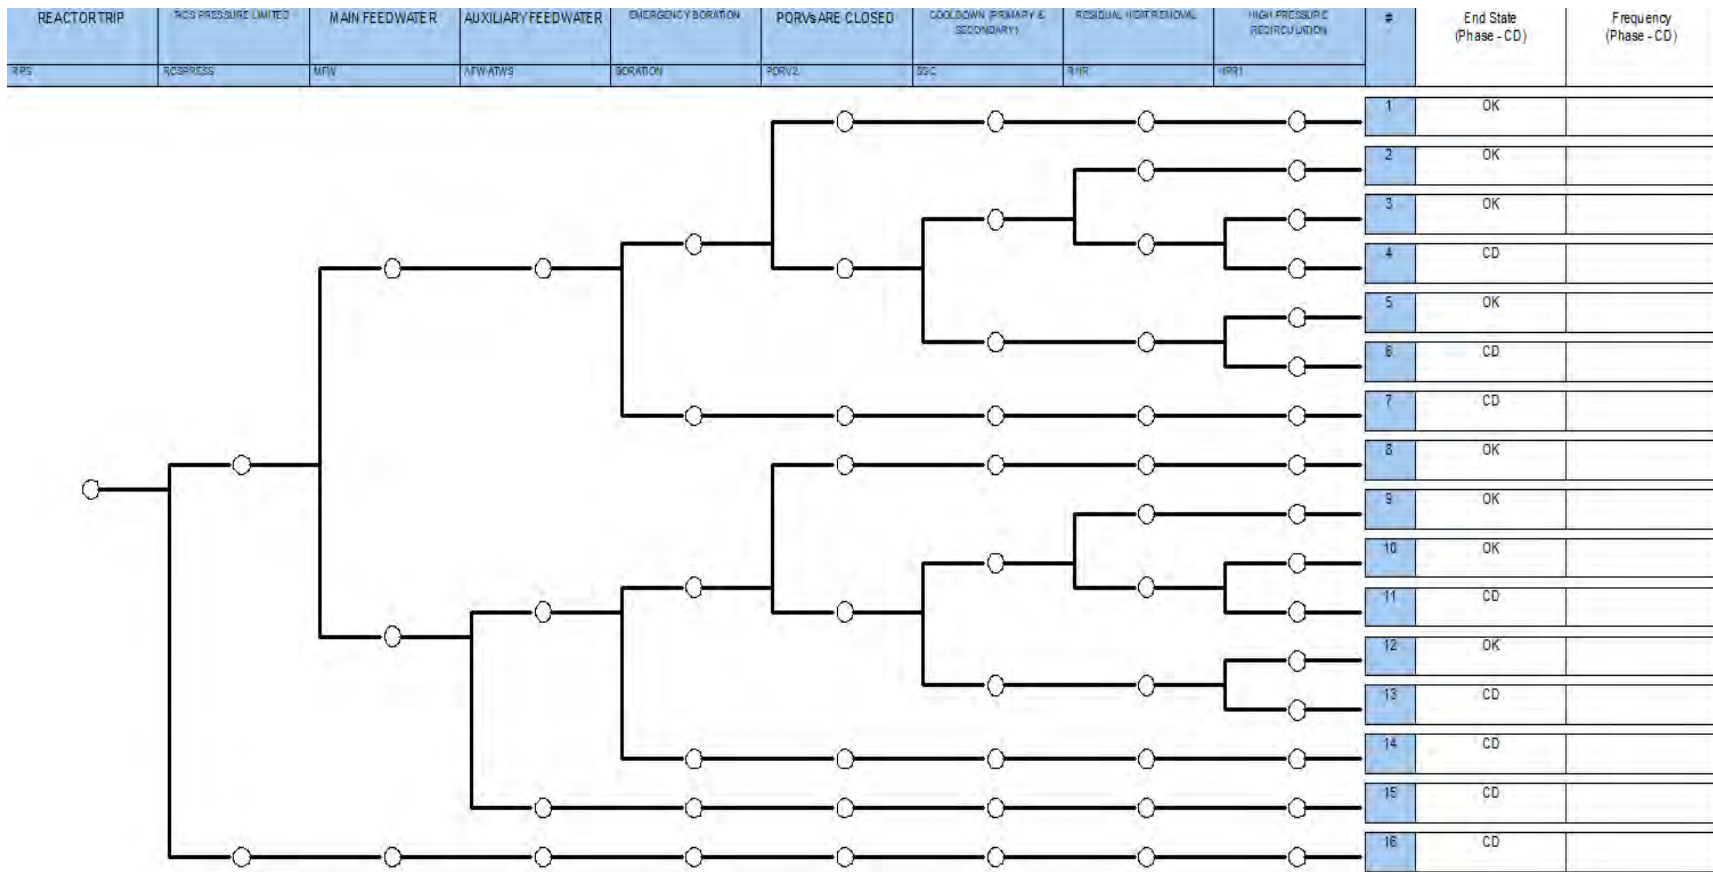 REACTOR TRIP
RCS PRESSURE LIMITED
MAIN FEEDWATER
AUXILIARY FEEDWATER
EMERGENCY BORATION
PORVs ARE CLOSED
COOLDOWN (PRIMARY &
SECONDARY)
RESIDUAL HEAT REMOVAL
HIGH PRESSURE
RECIRCULATION
#
End State
(Phase - CD)
Frequency
(Phase - CD)
RPS
RCSPRESS
MFW
AFW-ATWS
BORATION
PORV2
SSC
RHR
HPR1
1 OK
2 OK
3 OK
4 CD
5 OK
6 CD
7 CD
8 OK
9 OK
10 OK
11 CD
12 OK
13 CD
14 CD
15 CD
16 CD